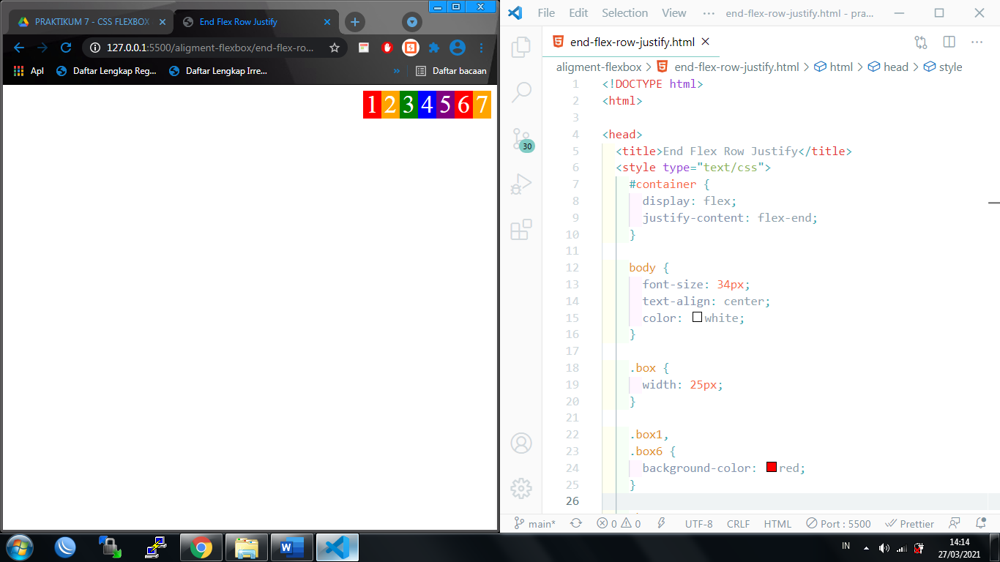 PRAKTIKUM 7 - CSS FLEXBOX
End Flex Row Justify
127.0.0.1:5500/aligment-flexbox/end-flex-ro...
Apl
Daftar Lengkap Reg...
Daftar Lengkap Irre...
»
Daftar bacaan
1 2 3 4 5 6 7
File Edit Selection View ··· end-flex-row-justify.html - pra...
end-flex-row-justify.html
aligment-flexbox > end-flex-row-justify.html > html > head > style
1 <!DOCTYPE html>
2 <html>
3
4 <head>
5 <title>End Flex Row Justify</title>
6 <style type="text/css">
7 #container {
8 display: flex;
9 justify-content: flex-end;
10 }
11
12 body {
13 font-size: 34px;
14 text-align: center;
15 color: white;
16 }
17
18 .box {
19 width: 25px;
20 }
21
22 .box1,
23 .box6 {
24 background-color: red;
25 }
26
30
main* 0 0 UTF-8 CRLF HTML Port : 5500 Prettier
IN
14:14
27/03/2021